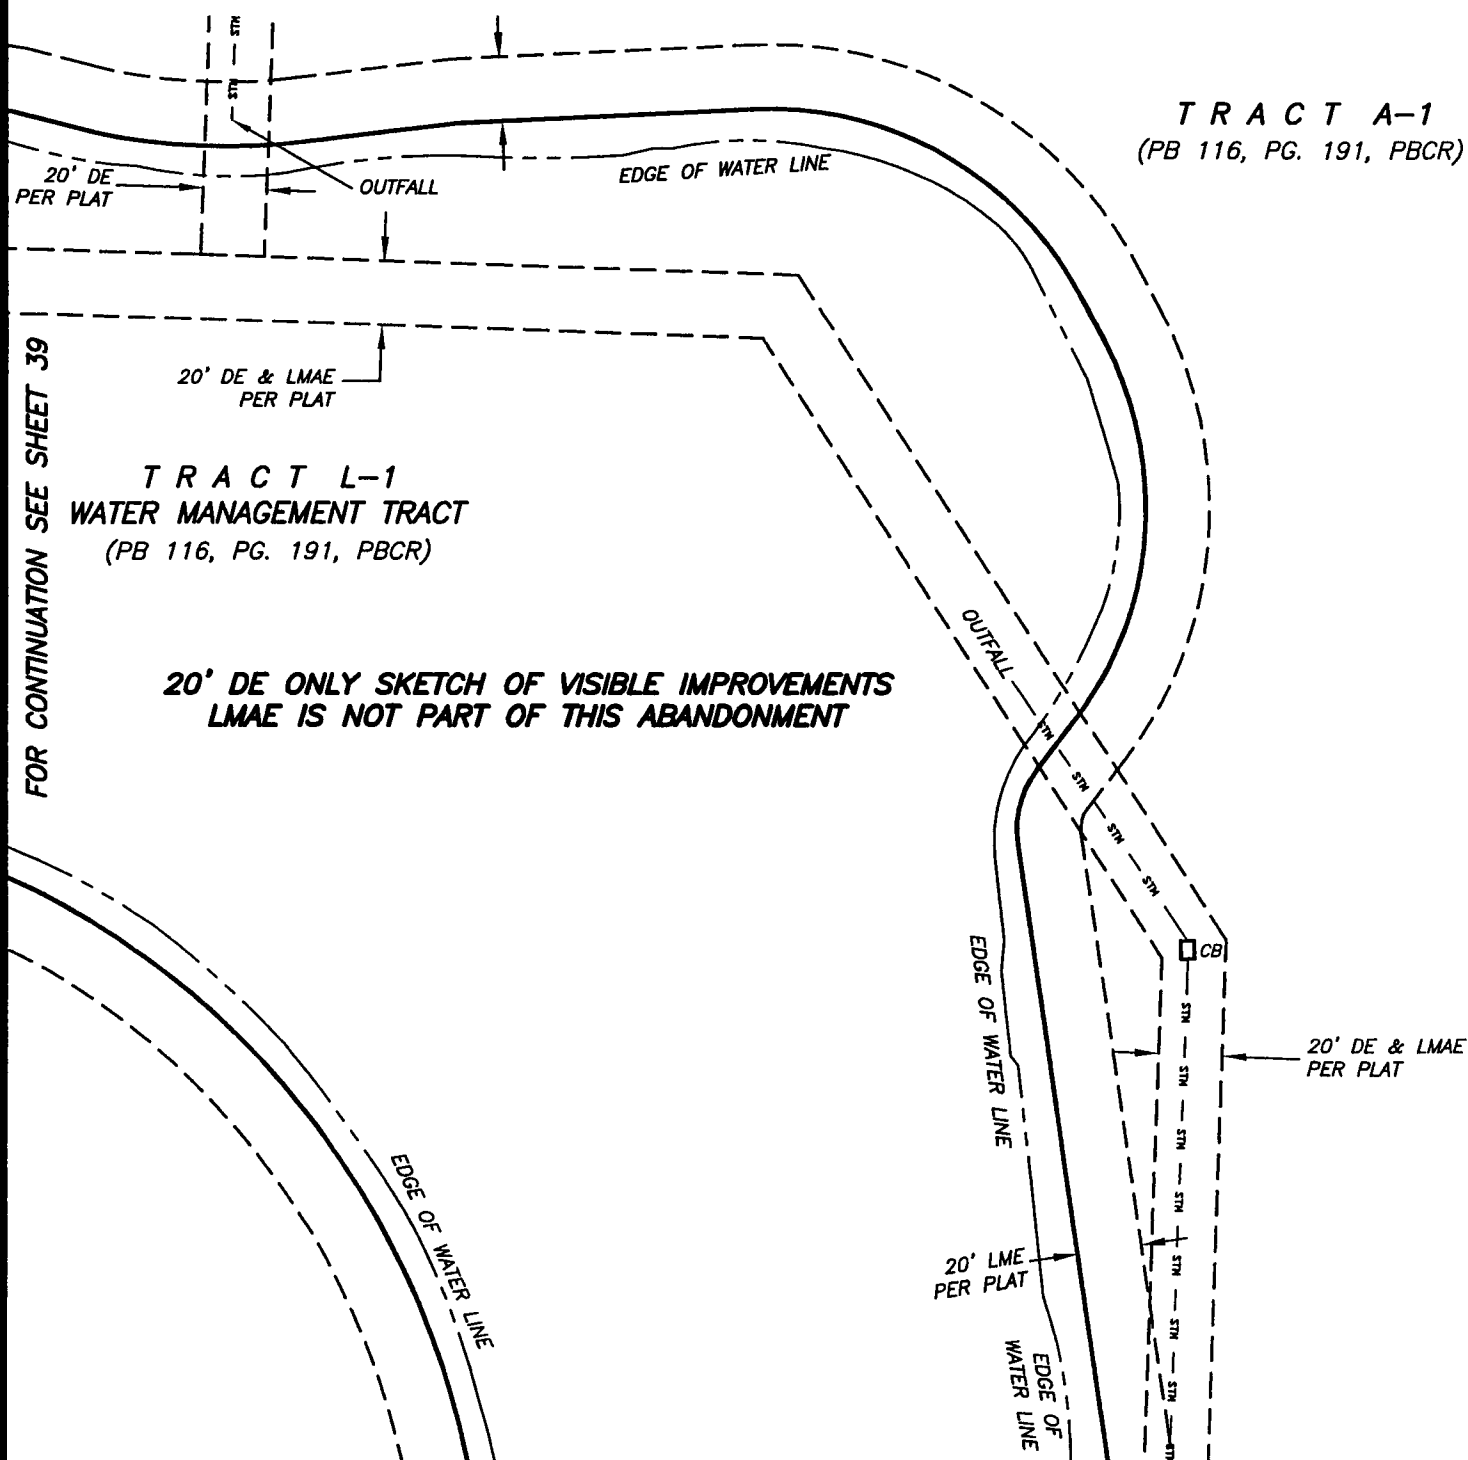 STM
STM
T R A C T A-1
(PB 116, PG. 191, PBCR)
EDGE OF WATER LINE
20' DE
PER PLAT
OUTFALL
20' DE & LMAE
PER PLAT
FOR CONTINUATION SEE SHEET 39
T R A C T L-1
WATER MANAGEMENT TRACT
(PB 116, PG. 191, PBCR)
20' DE ONLY SKETCH OF VISIBLE IMPROVEMENTS
LMAE IS NOT PART OF THIS ABANDONMENT
OUTFALL
STM
STM
STM
STM
CB
EDGE OF WATER LINE
STM
20' DE & LMAE
PER PLAT
STM
STM
STM
EDGE OF WATER LINE
20' LME
PER PLAT
STM
STM
EDGE OF
WATER LINE
STM
STM